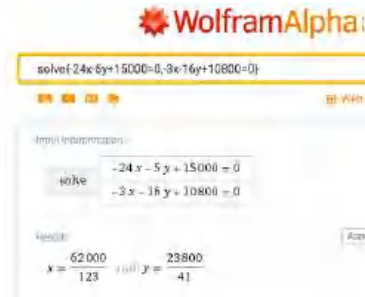 WolframAlpha
solve{-24x-5y+15000=0,-3x-16y+10800=0}
Input interpretation:
solve
-24 x - 5 y + 15000 = 0
-3 x - 16 y + 10800 = 0
x = 62000/123 and y = 23800/41